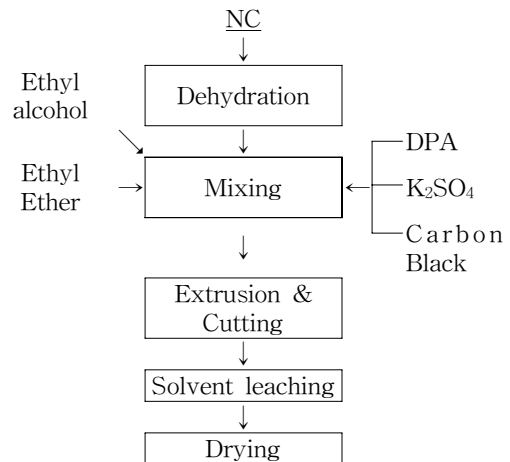 NC
Ethyl
alcohol
Dehydration
Ethyl
Ether
Mixing
DPA
K₂SO₄
Carbon
Black
Extrusion &
Cutting
Solvent leaching
Drying